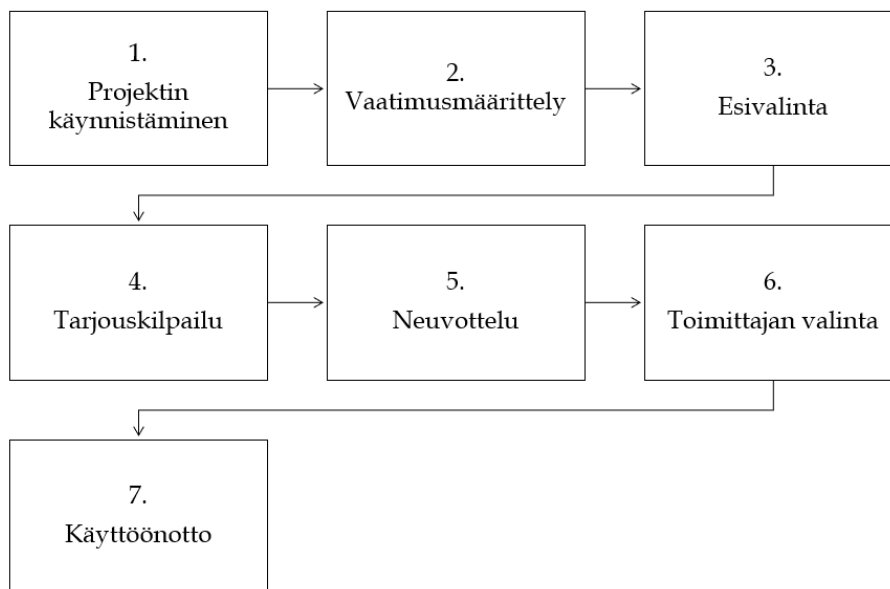 1.
Projektin
käynnistäminen
2.
Vaatimusmäärittely
3.
Esivalinta
4.
Tarjouskilpailu
5.
Neuvottelu
6.
Toimittajan valinta
7.
Käyttöönotto